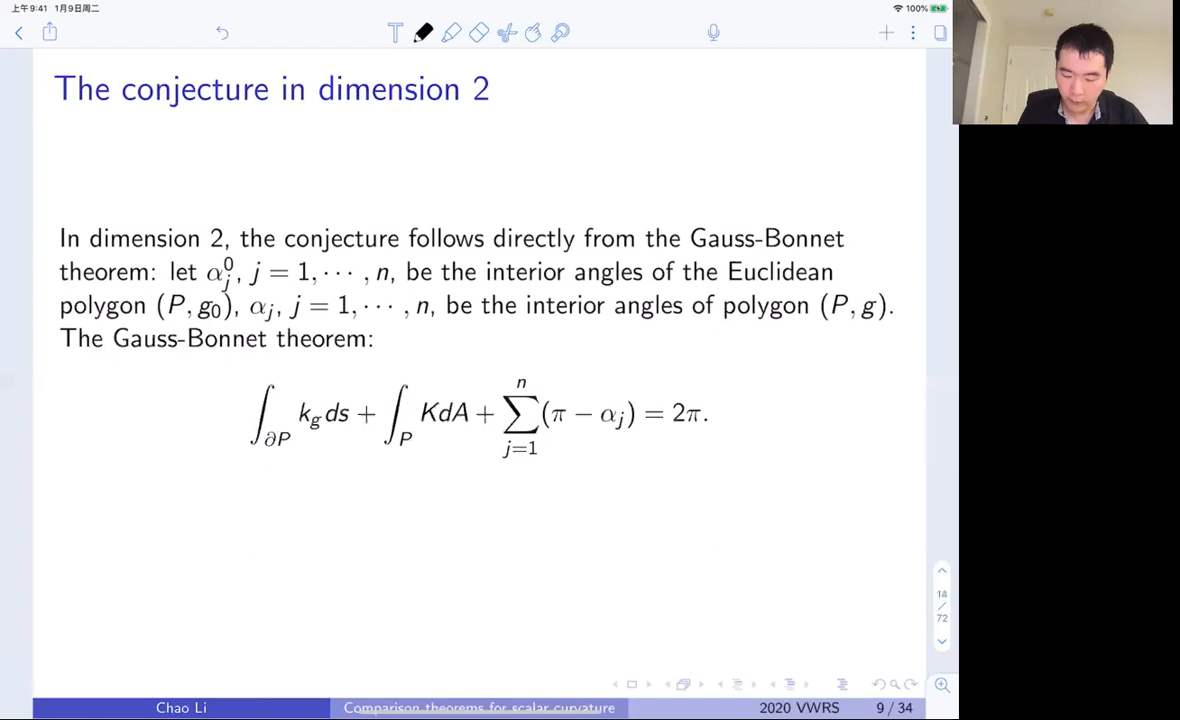 上午9:41 1月9日周二
100%
The conjecture in dimension 2
In dimension 2, the conjecture follows directly from the Gauss-Bonnet
theorem: let α_j^0, j = 1, ··· , n, be the interior angles of the Euclidean
polygon (P, g_0), α_j, j = 1, ··· , n, be the interior angles of polygon (P, g).
The Gauss-Bonnet theorem:
∫_{∂P} k_g ds + ∫_P KdA + ∑_{j=1}^{n} (π − α_j) = 2π.
14
/
72
Chao Li
Comparison theorems for scalar curvature
2020 VWRS
9 / 34